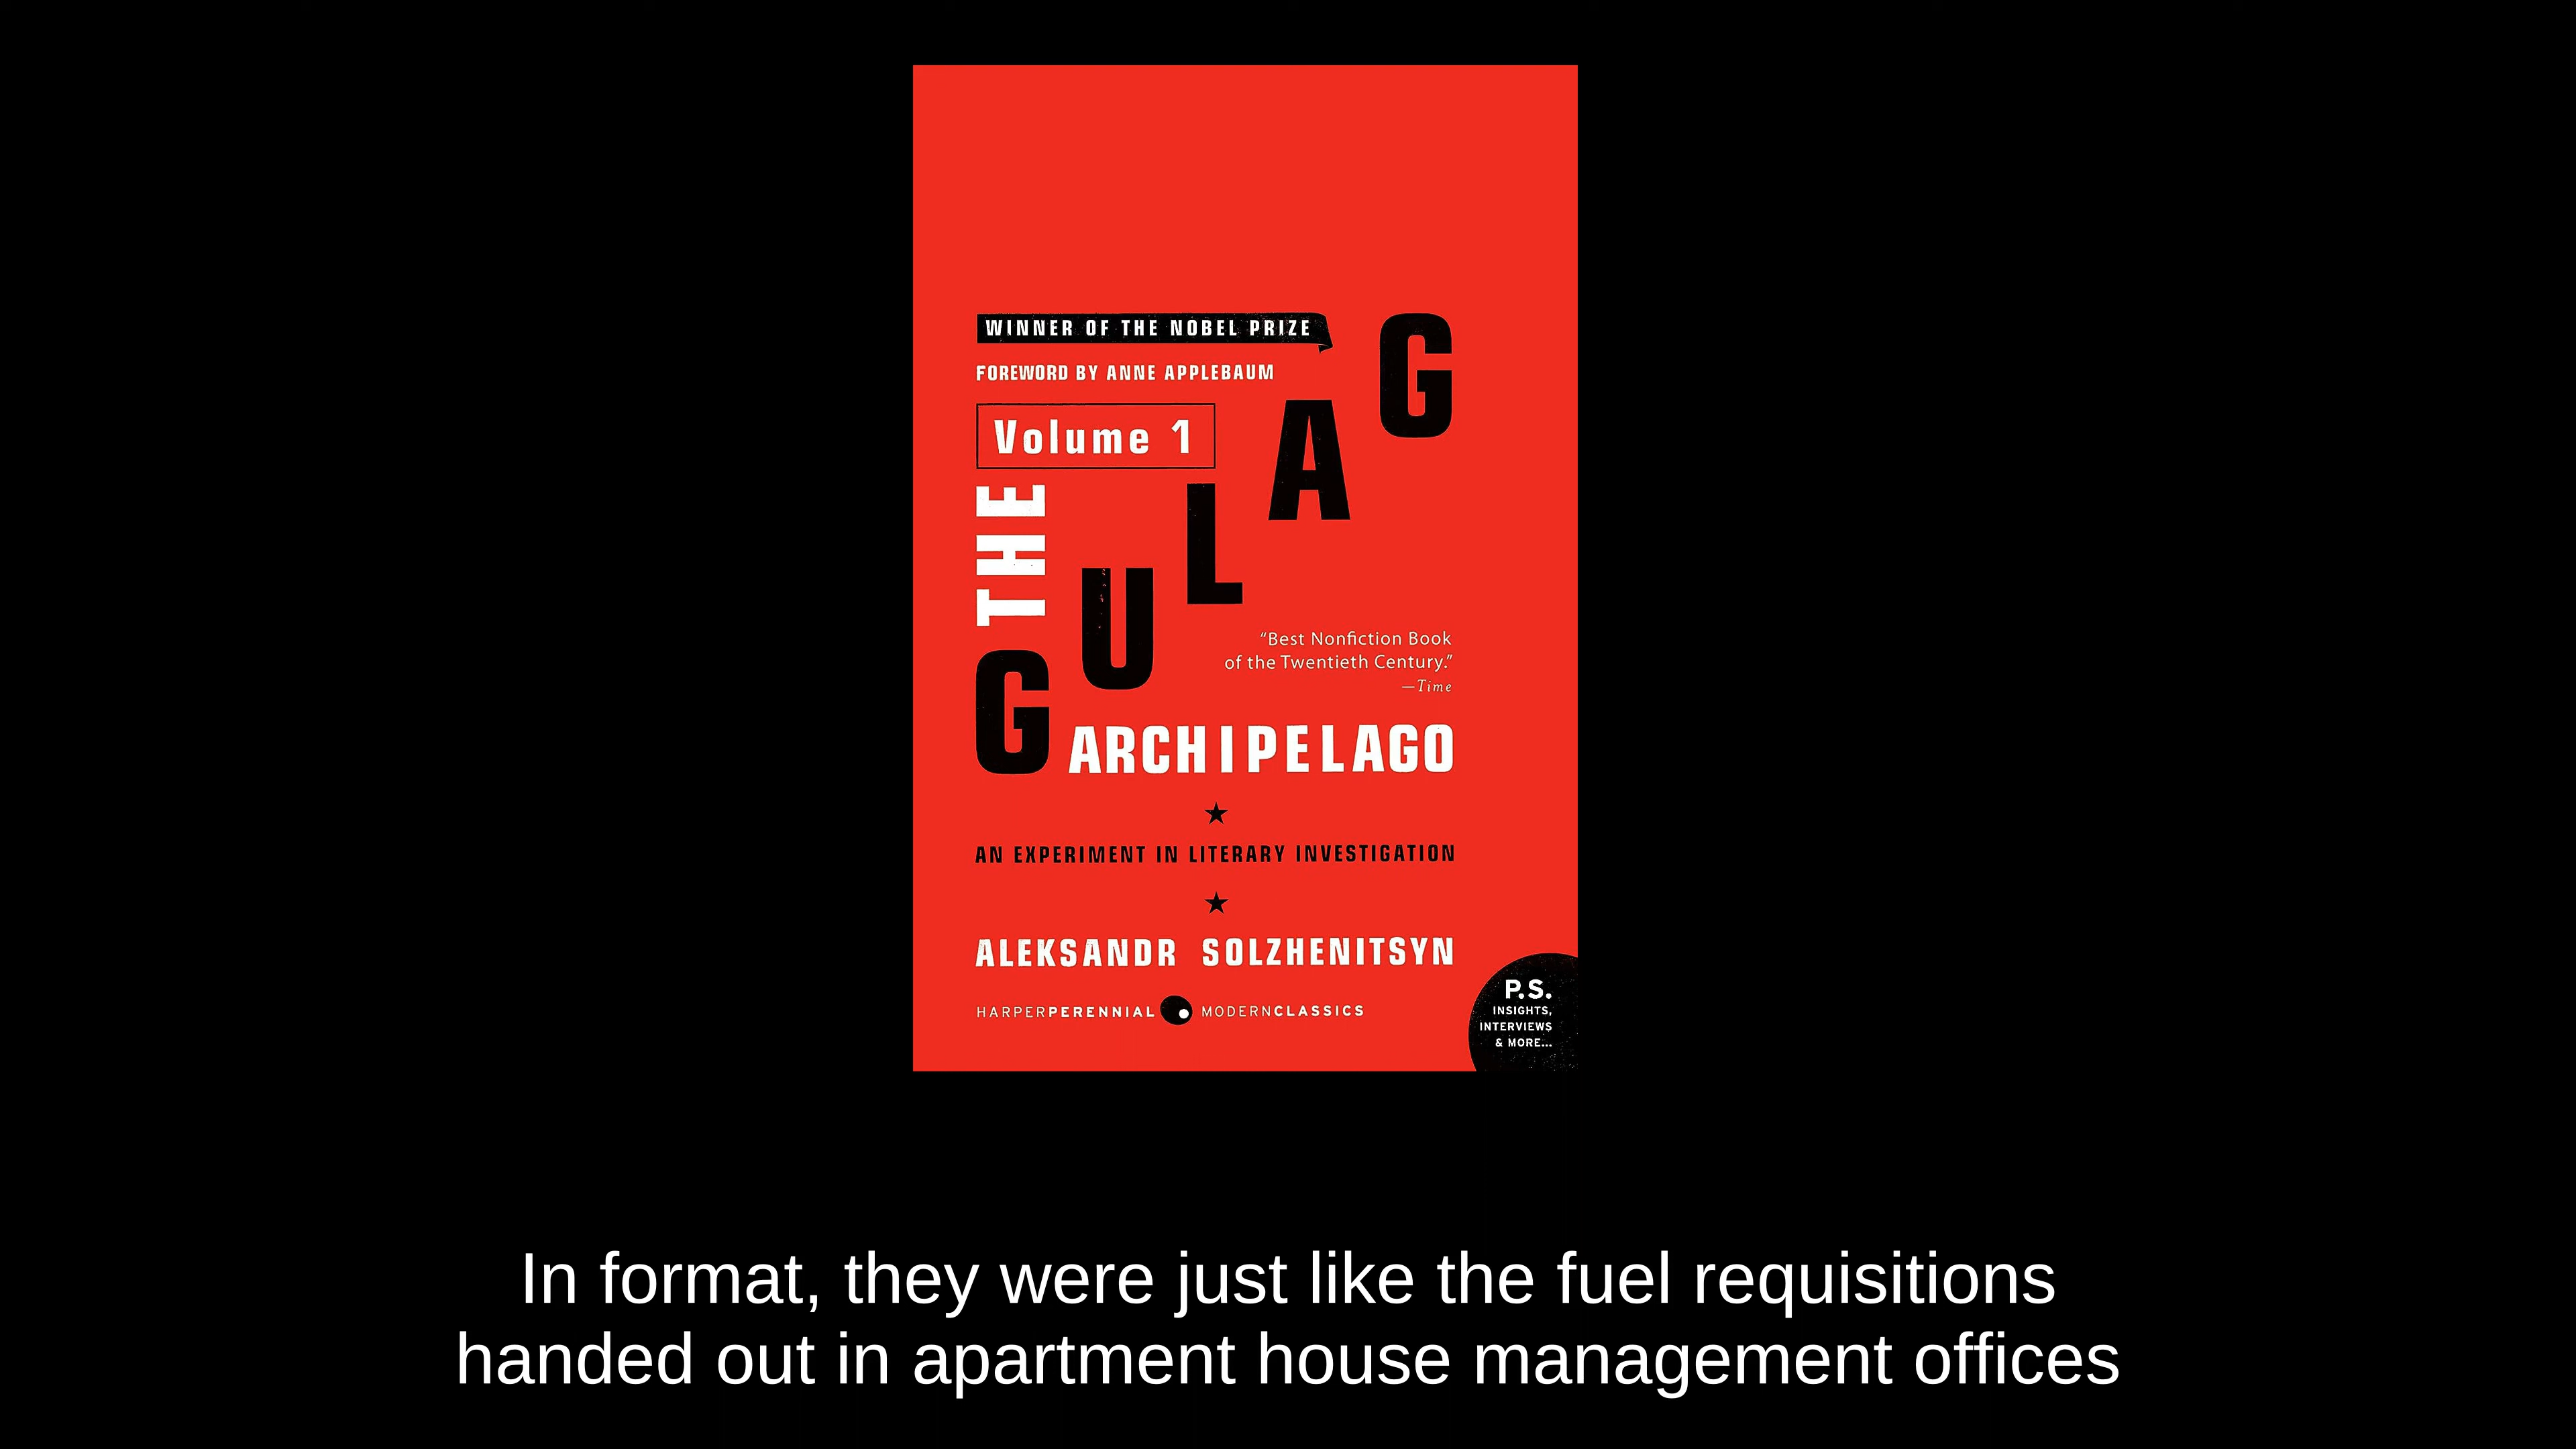 WINNER OF THE NOBEL PRIZE
FOREWORD BY ANNE APPLEBAUM
Volume 1
THE
GULAG
"Best Nonfiction Book
of the Twentieth Century."
—Time
ARCHIPELAGO
AN EXPERIMENT IN LITERARY INVESTIGATION
ALEKSANDR SOLZHENITSYN
HARPERPERENNIAL MODERNCLASSICS
P.S.
INSIGHTS,
INTERVIEWS
& MORE...
In format, they were just like the fuel requisitions
handed out in apartment house management offices